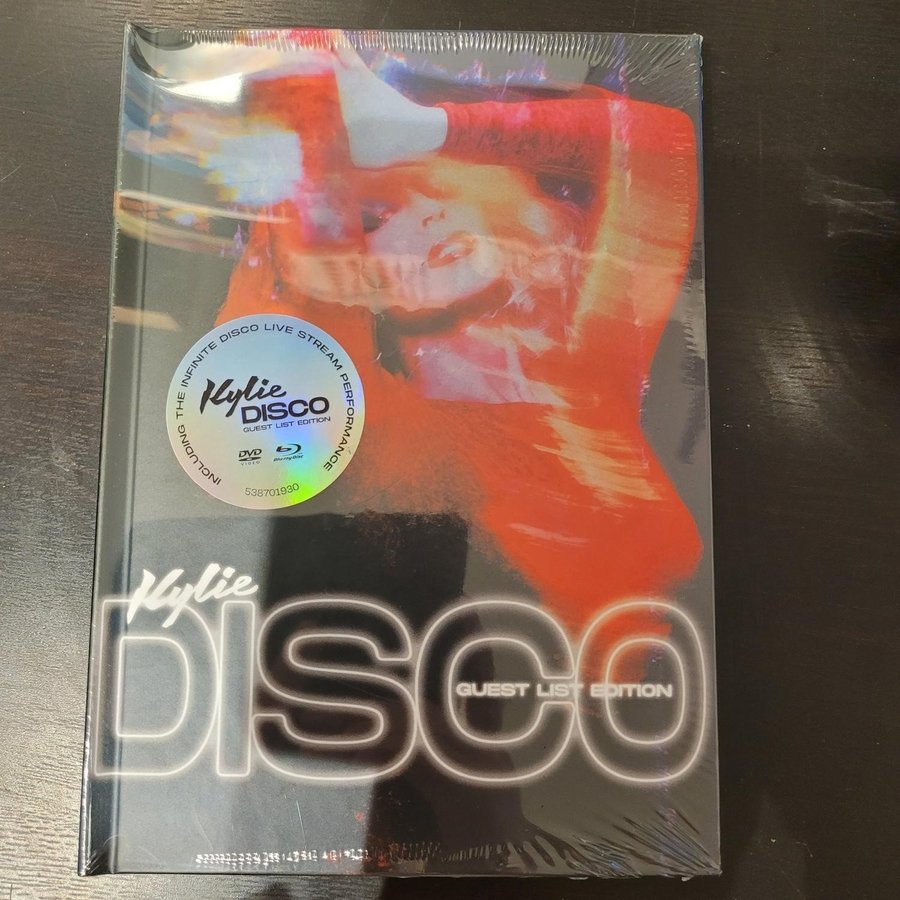 INCLUDING THE INFINITE DISCO LIVE STREAM PERFORMANCE
Kylie
DISCO
GUEST LIST EDITION
DVD
VIDEO
Blu-ray Disc
538701930
Kylie
DISCO
GUEST LIST EDITION